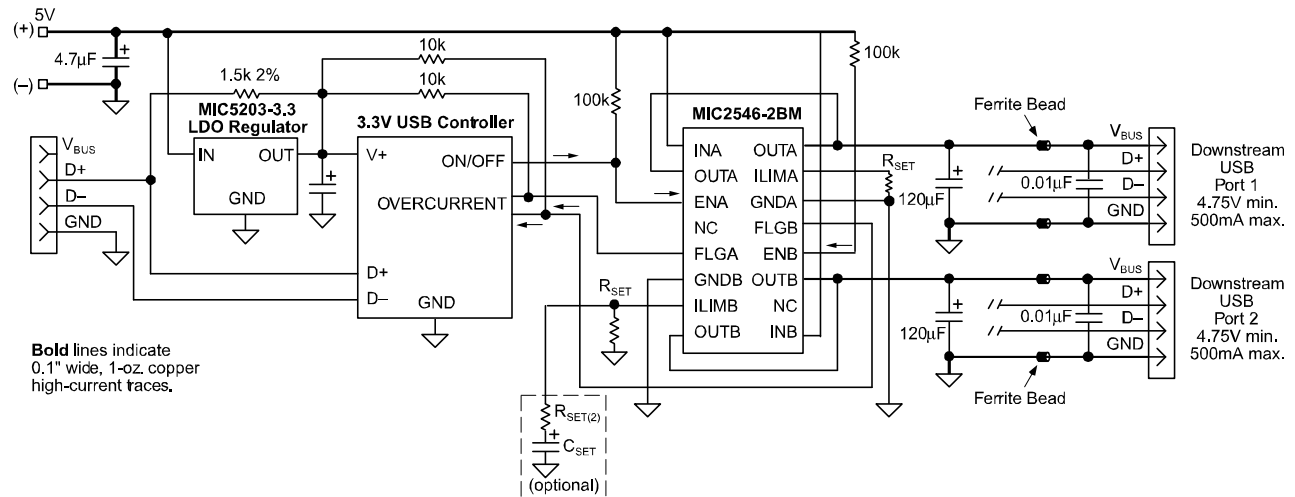 (+)
5V
4.7µF
(–)
1.5k 2%
10k
10k
100k
100k
MIC5203-3.3
LDO Regulator
IN
OUT
GND
3.3V USB Controller
V+
ON/OFF
OVERCURRENT
D+
D–
GND
VBUS
D+
D–
GND
MIC2546-2BM
INA
OUTA
ENA
NC
FLGA
GNDB
ILIMB
OUTB
OUTA
ILIMA
GNDA
FLGB
ENB
OUTB
NC
INB
RSET
RSET
RSET(2)
CSET
(optional)
Ferrite Bead
120µF
0.01µF
VBUS
D+
D–
GND
Downstream
USB
Port 1
4.75V min.
500mA max.
120µF
0.01µF
VBUS
D+
D–
GND
Downstream
USB
Port 2
4.75V min.
500mA max.
Ferrite Bead
Bold lines indicate
0.1" wide, 1-oz. copper
high-current traces.